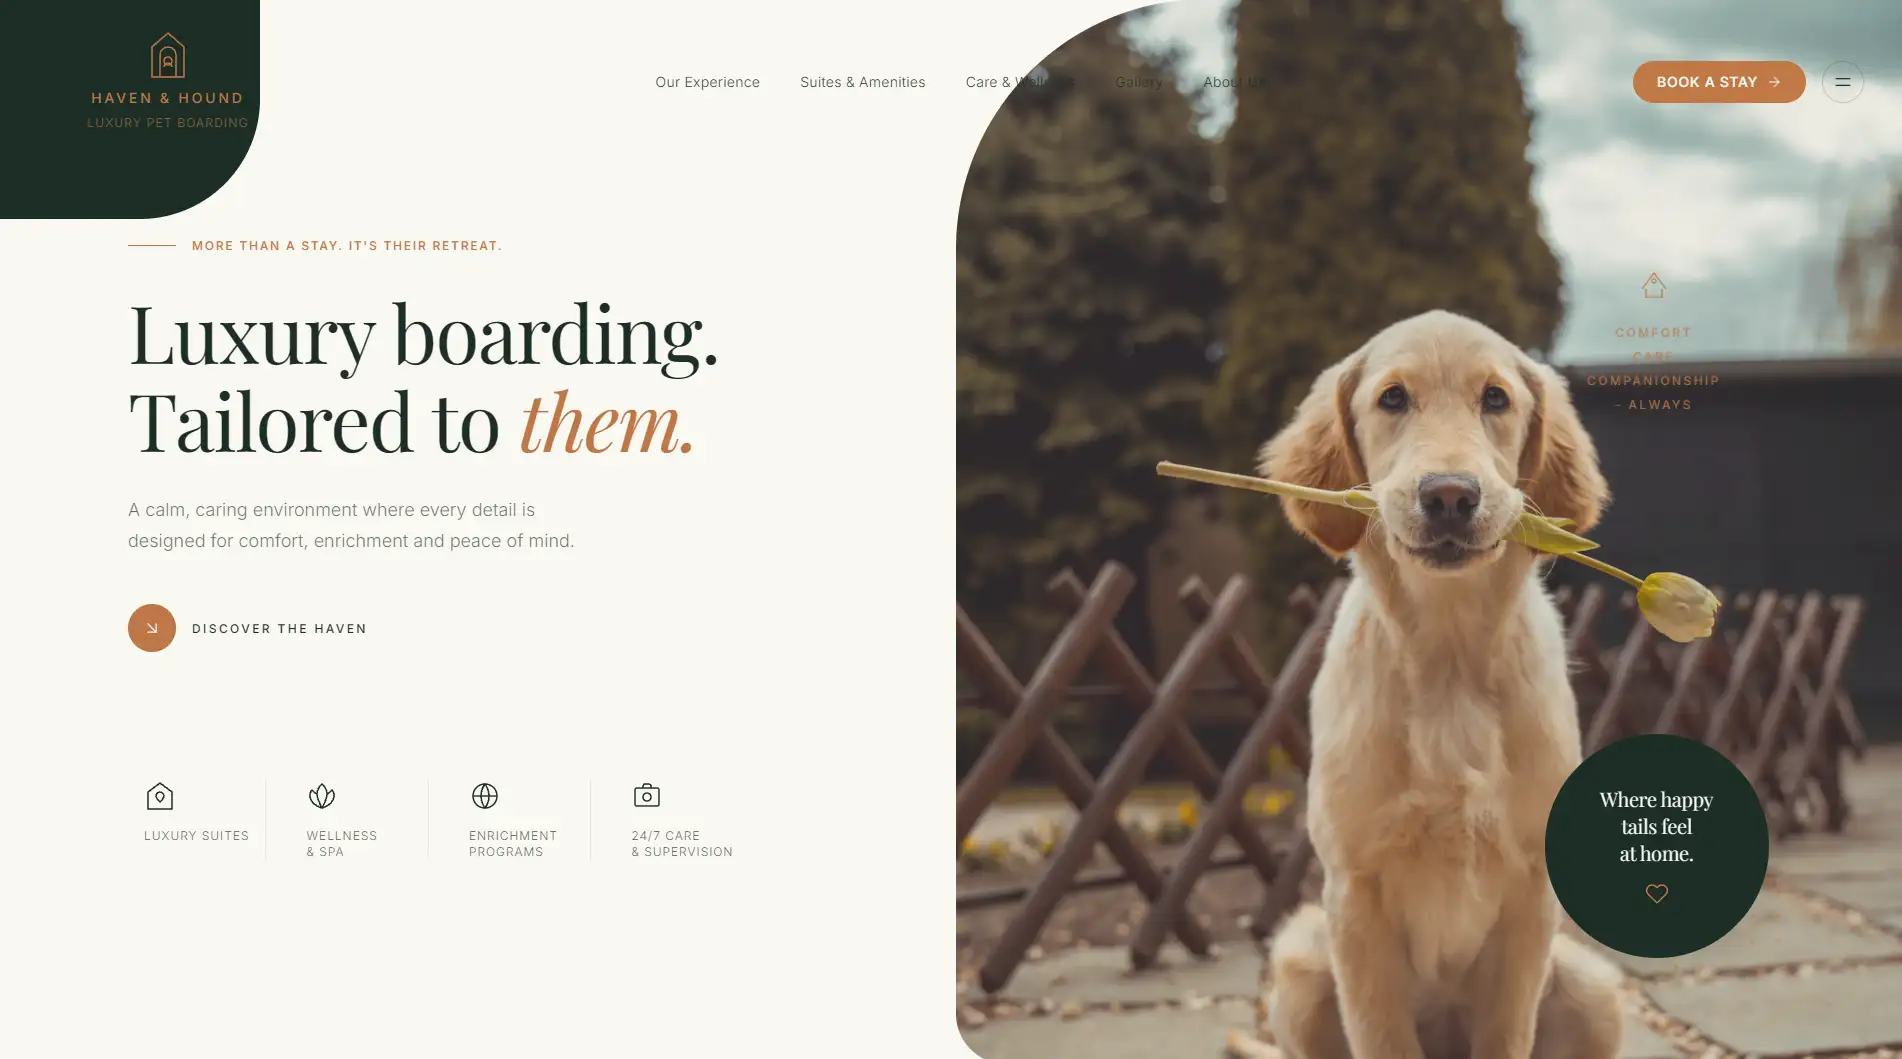 HAVEN & HOUND
LUXURY PET BOARDING
Our Experience
Suites & Amenities
Care & Wellness
Gallery
About Us
BOOK A STAY
MORE THAN A STAY. IT'S THEIR RETREAT.
Luxury boarding.
Tailored to them.
A calm, caring environment where every detail is
designed for comfort, enrichment and peace of mind.
DISCOVER THE HAVEN
LUXURY SUITES
WELLNESS
& SPA
ENRICHMENT
PROGRAMS
24/7 CARE
& SUPERVISION
COMFORT
CARE
COMPANIONSHIP
– ALWAYS
Where happy
tails feel
at home.